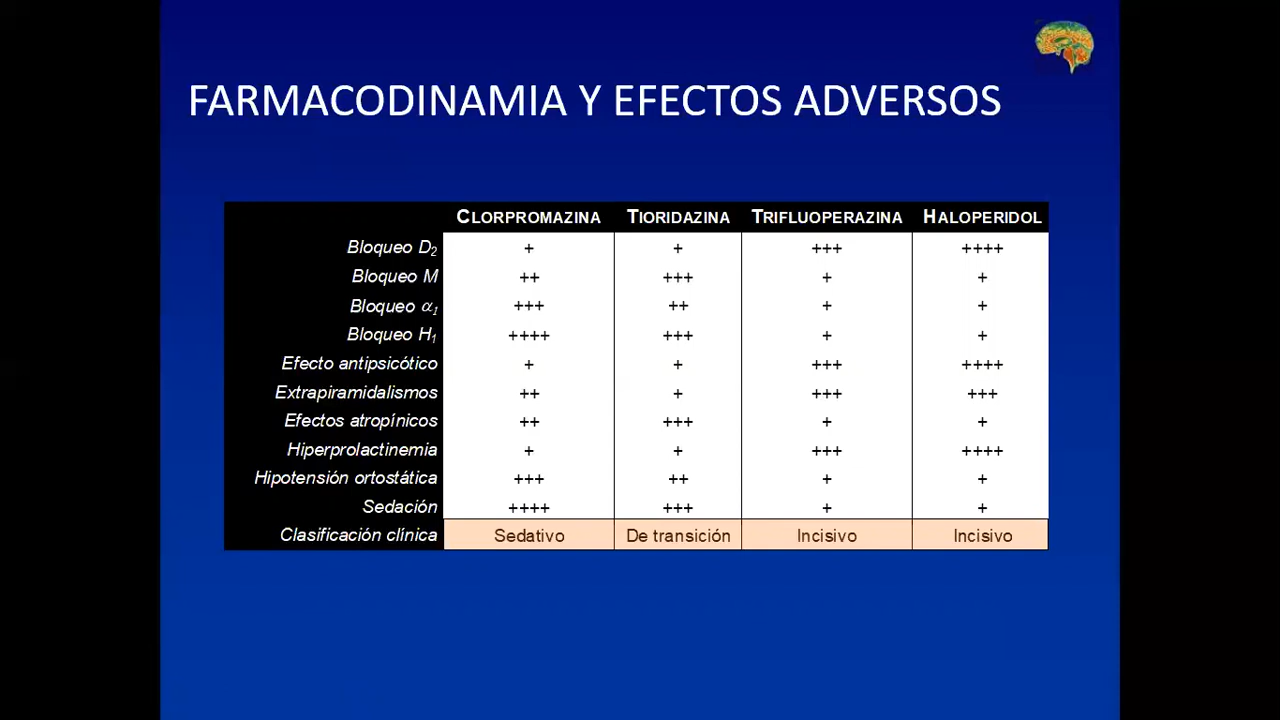 FARMACODINAMIA Y EFECTOS ADVERSOS
CLORPROMAZINA TIORIDAZINA TRIFLUOPERAZINA HALOPERIDOL
Bloqueo D2 + + +++ ++++
Bloqueo M ++ +++ + +
Bloqueo α1 +++ ++ + +
Bloqueo H1 ++++ +++ + +
Efecto antipsicótico + + +++ ++++
Extrapiramidalismos ++ + +++ +++
Efectos atropínicos ++ +++ + +
Hiperprolactinemia + + +++ ++++
Hipotensión ortostática +++ ++ + +
Sedación ++++ +++ + +
Clasificación clínica Sedativo De transición Incisivo Incisivo